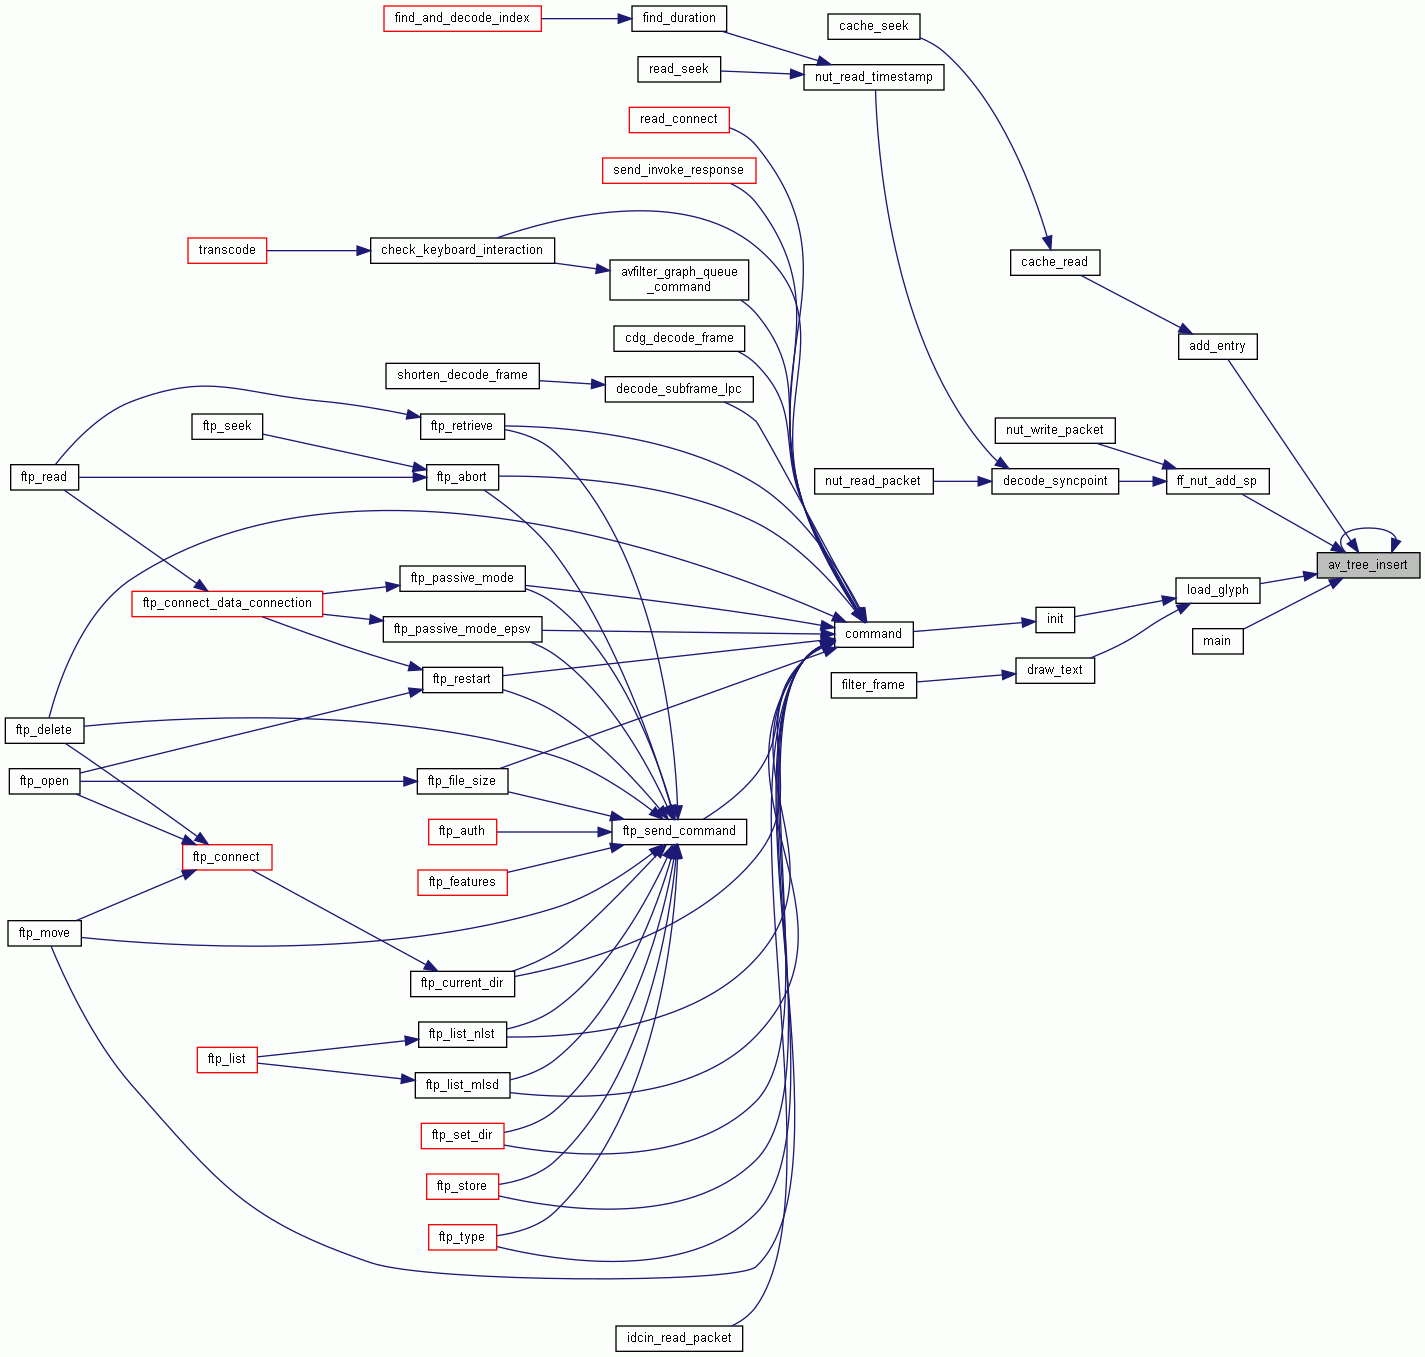 find_and_decode_index
find_duration
cache_seek
read_seek
nut_read_timestamp
read_connect
send_invoke_response
transcode
check_keyboard_interaction
avfilter_graph_queue
_command
cache_read
cdg_decode_frame
add_entry
shorten_decode_frame
decode_subframe_lpc
ftp_seek
ftp_retrieve
nut_write_packet
ftp_read
ftp_abort
nut_read_packet
decode_syncpoint
ff_nut_add_sp
av_tree_insert
ftp_passive_mode
load_glyph
ftp_connect_data_connection
init
ftp_passive_mode_epsv
command
main
ftp_restart
filter_frame
draw_text
ftp_delete
ftp_open
ftp_file_size
ftp_auth
ftp_send_command
ftp_connect
ftp_features
ftp_move
ftp_current_dir
ftp_list_nlst
ftp_list
ftp_list_mlsd
ftp_set_dir
ftp_store
ftp_type
idcin_read_packet